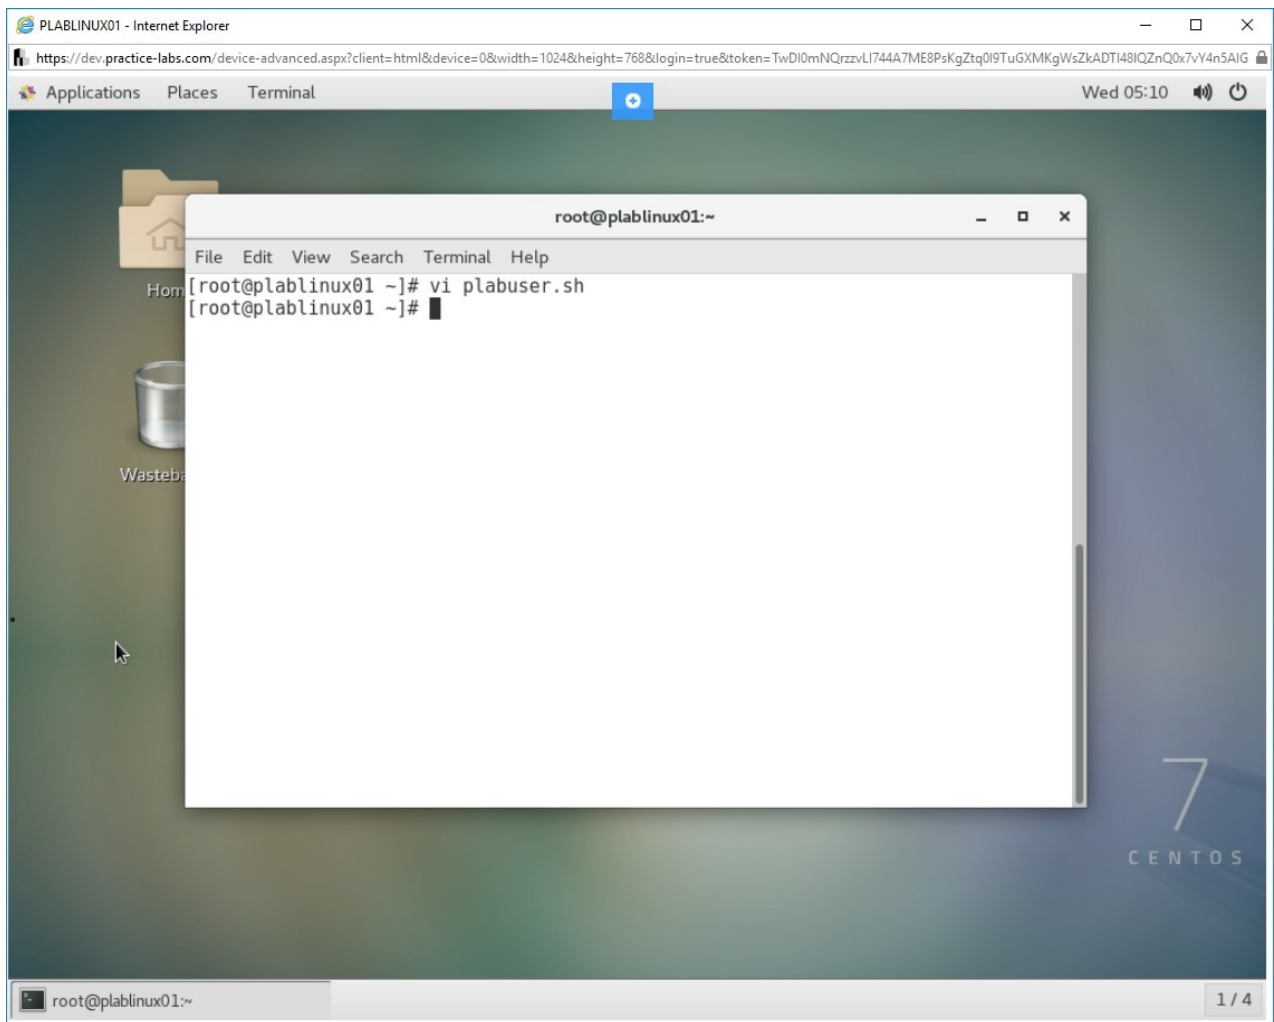 PLABLINUX01 - Internet Explorer
https://dev.practice-labs.com/device-advanced.aspx?client=html&device=0&width=1024&height=768&login=true&token=
Applications Places Terminal Wed 05:10
root@plablinux01:~
File Edit View Search Terminal Help
[root@plablinux01 ~]# vi plabuser.sh
[root@plablinux01 ~]#
Hom
Wasteba
7
CENTOS
root@plablinux01:~
1 / 4